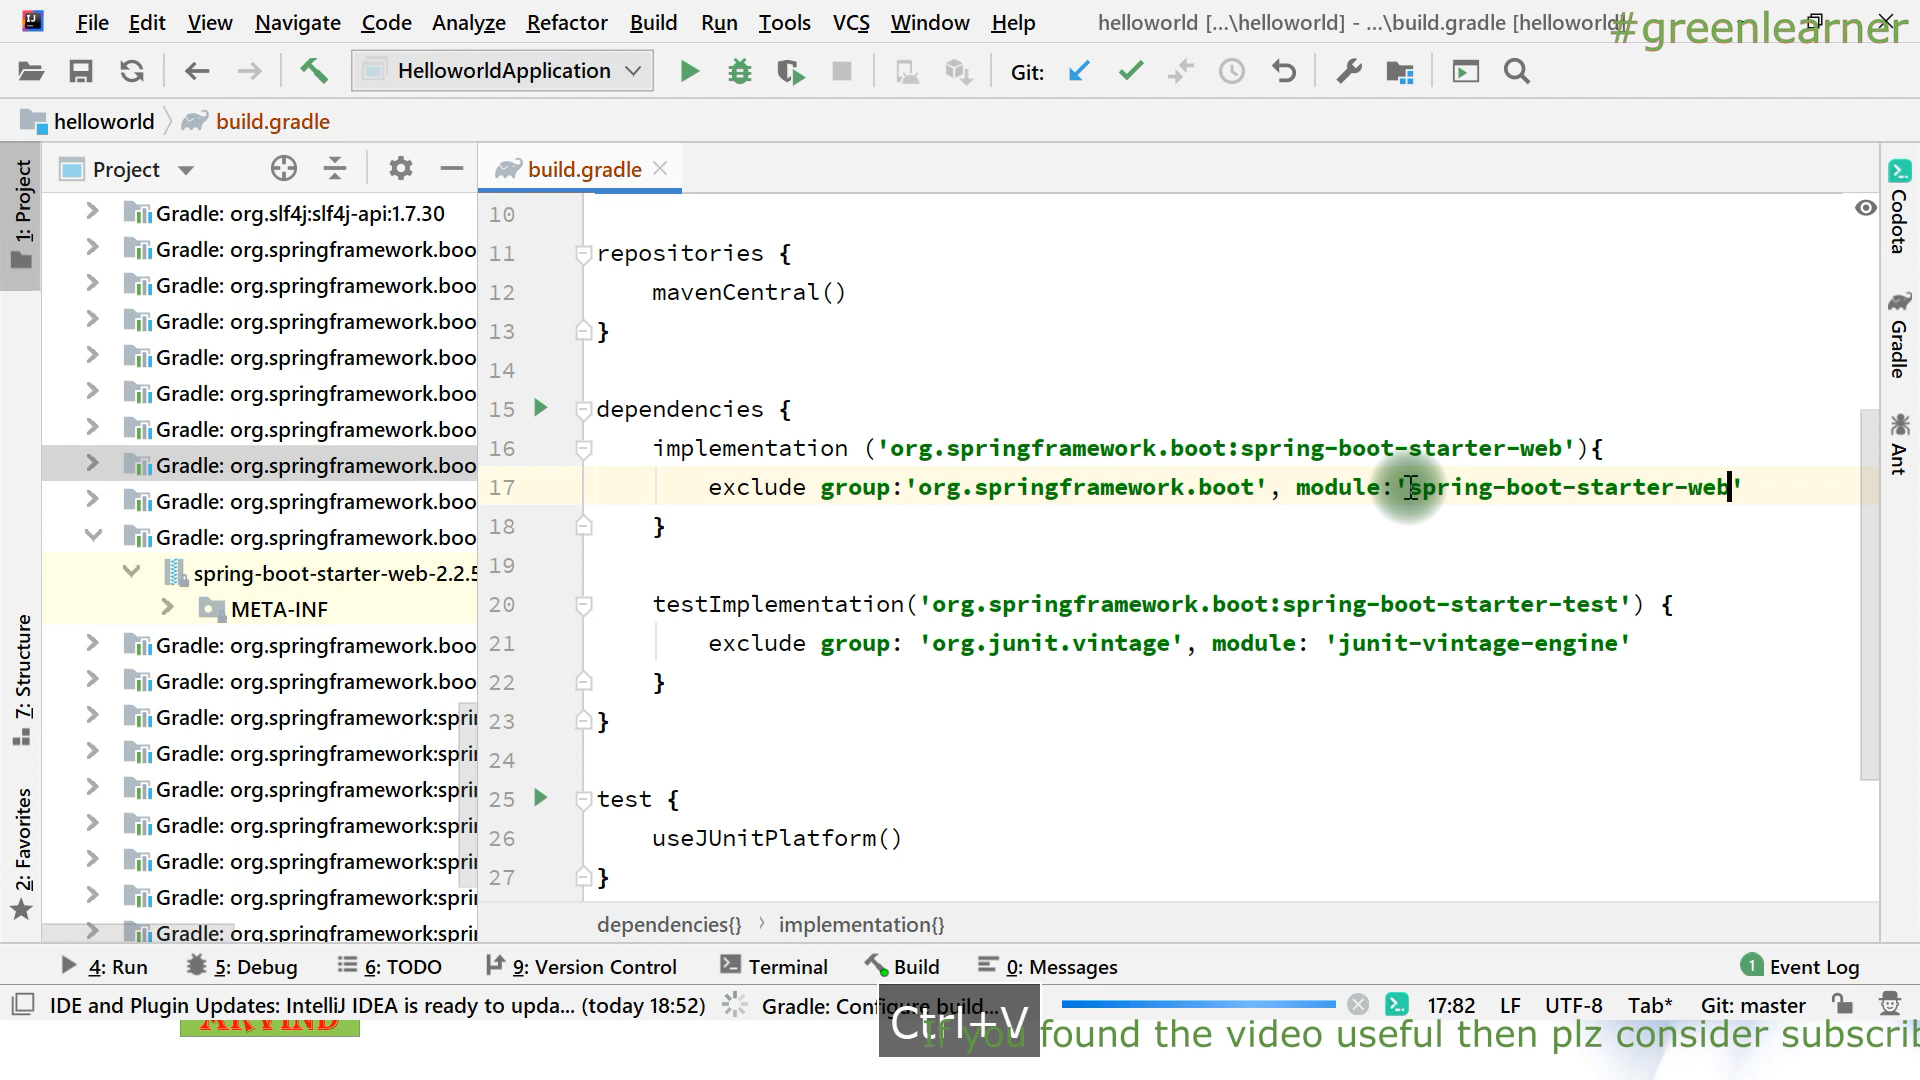 File Edit View Navigate Code Analyze Refactor Build Run Tools VCS Window Help helloworld [...\helloworld] - ...\build.gradle [helloworld]
#greenlearner
HelloworldApplication Git:
helloworld build.gradle
Project build.gradle
1: Project
7: Structure
2: Favorites
Gradle: org.slf4j:slf4j-api:1.7.30
Gradle: org.springframework.boo
Gradle: org.springframework.boo
Gradle: org.springframework.boo
Gradle: org.springframework.boo
Gradle: org.springframework.boo
Gradle: org.springframework.boo
Gradle: org.springframework.boo
Gradle: org.springframework.boo
Gradle: org.springframework.boo
spring-boot-starter-web-2.2.5
META-INF
Gradle: org.springframework.boo
Gradle: org.springframework.boo
Gradle: org.springframework:spri
Gradle: org.springframework:spri
Gradle: org.springframework:spri
Gradle: org.springframework:spri
Gradle: org.springframework:spri
Gradle: org.springframework:spri
Gradle: org.springframework:spri
10
11 repositories {
12 mavenCentral()
13 }
14
15 dependencies {
16 implementation ('org.springframework.boot:spring-boot-starter-web'){
17 exclude group:'org.springframework.boot', module:'spring-boot-starter-web'
18 }
19
20 testImplementation('org.springframework.boot:spring-boot-starter-test') {
21 exclude group: 'org.junit.vintage', module: 'junit-vintage-engine'
22 }
23 }
24
25 test {
26 useJUnitPlatform()
27 }
dependencies{} › implementation{}
Codota
Gradle
Ant
4: Run 5: Debug 6: TODO 9: Version Control Terminal Build 0: Messages 1 Event Log
IDE and Plugin Updates: IntelliJ IDEA is ready to upda... (today 18:52) Gradle: Configure build... 17:82 LF UTF-8 Tab* Git: master
Ctrl+V
ARVIND
If you found the video useful then plz consider subscrib